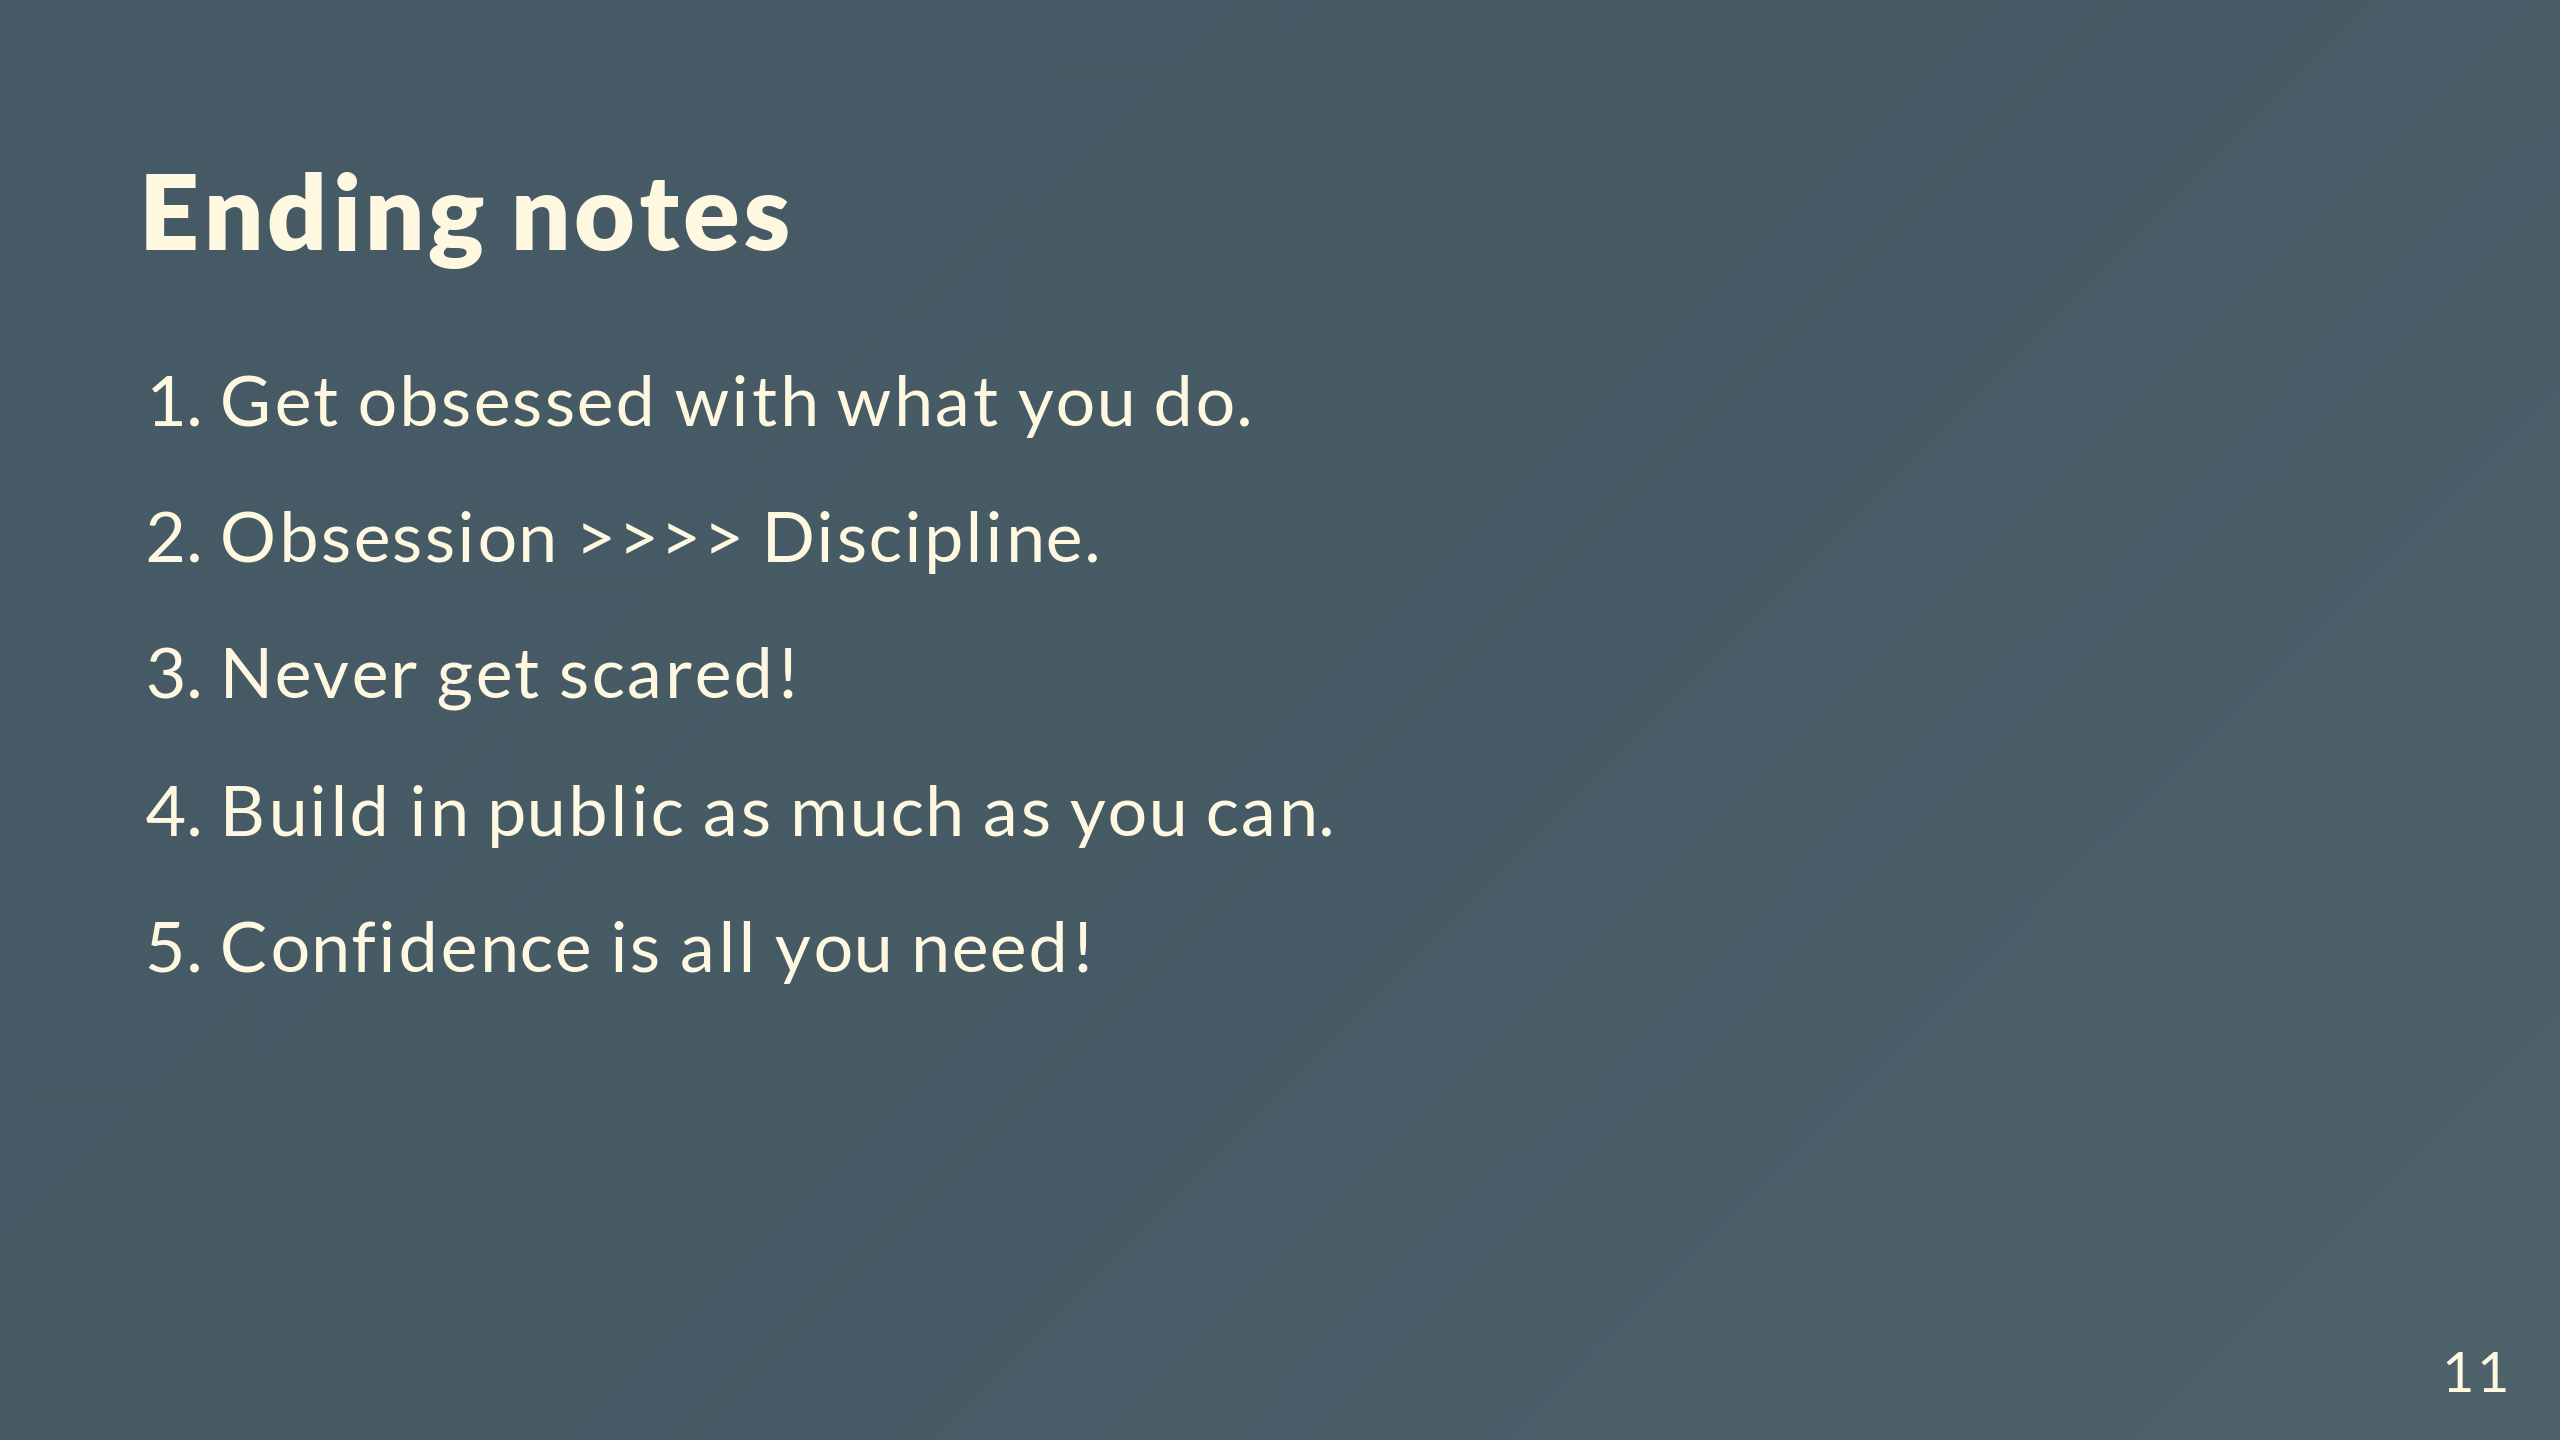 Ending notes
1. Get obsessed with what you do.
2. Obsession >>>> Discipline.
3. Never get scared!
4. Build in public as much as you can.
5. Confidence is all you need!
11